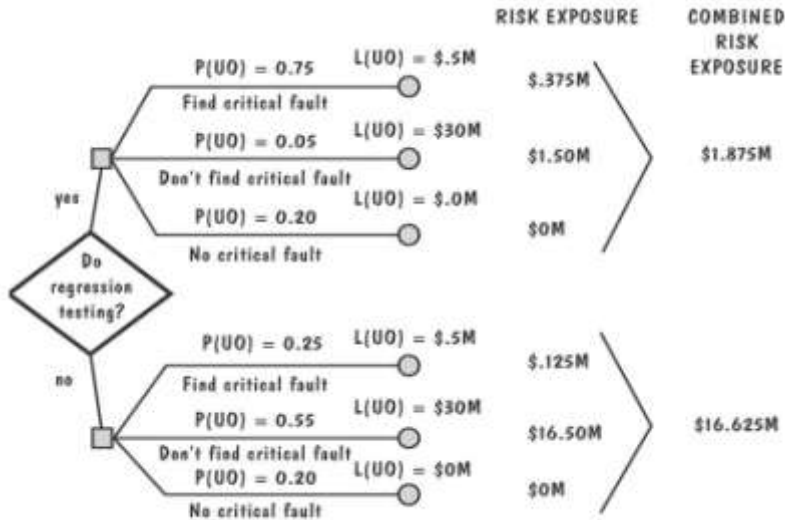 RISK EXPOSURE
COMBINED
RISK
EXPOSURE
P(UO) = 0.75
L(UO) = $.5M
Find critical fault
$.375M
P(UO) = 0.05
L(UO) = $30M
Don't find critical fault
$1.50M
$1.875M
yes
P(UO) = 0.20
L(UO) = $.0M
No critical fault
$0M
Do
regression
testing?
no
P(UO) = 0.25
L(UO) = $.5M
Find critical fault
$.125M
P(UO) = 0.55
L(UO) = $30M
Don't find critical fault
$16.50M
$16.625M
P(UO) = 0.20
L(UO) = $0M
No critical fault
$0M